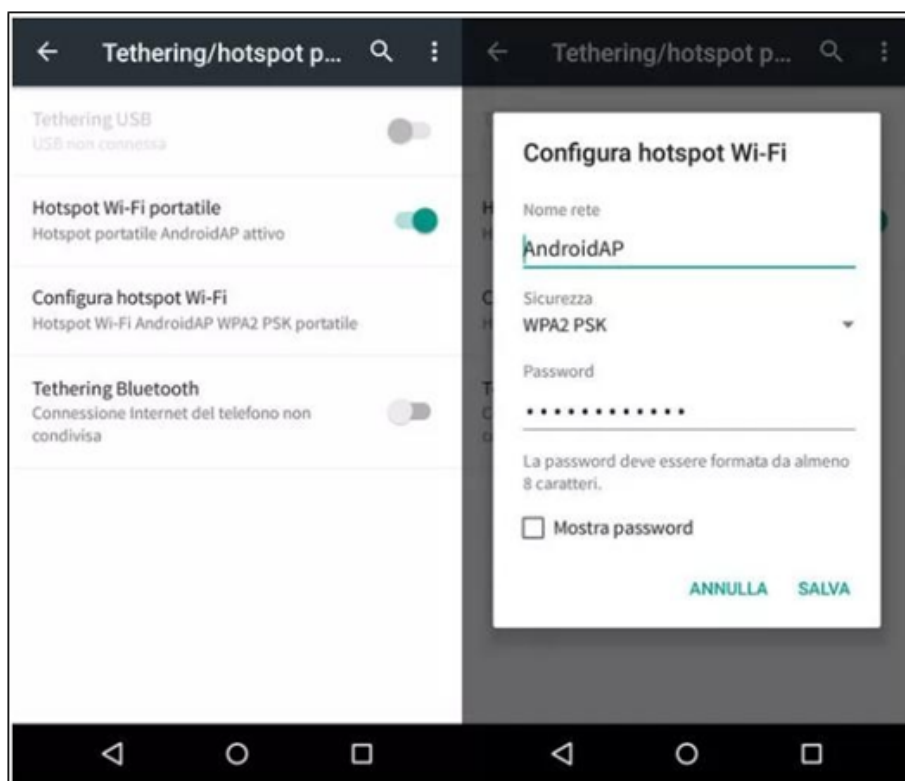 Tethering/hotspot p...
Tethering USB
USB non connessa
Hotspot Wi-Fi portatile
Hotspot portatile AndroidAP attivo
Configura hotspot Wi-Fi
Hotspot Wi-Fi AndroidAP WPA2 PSK portatile
Tethering Bluetooth
Connessione Internet del telefono non
condivisa
Tethering/hotspot p...
Configura hotspot Wi-Fi
Nome rete
AndroidAP
Sicurezza
WPA2 PSK
Password
••••••••••••
La password deve essere formata da almeno
8 caratteri.
Mostra password
ANNULLA SALVA